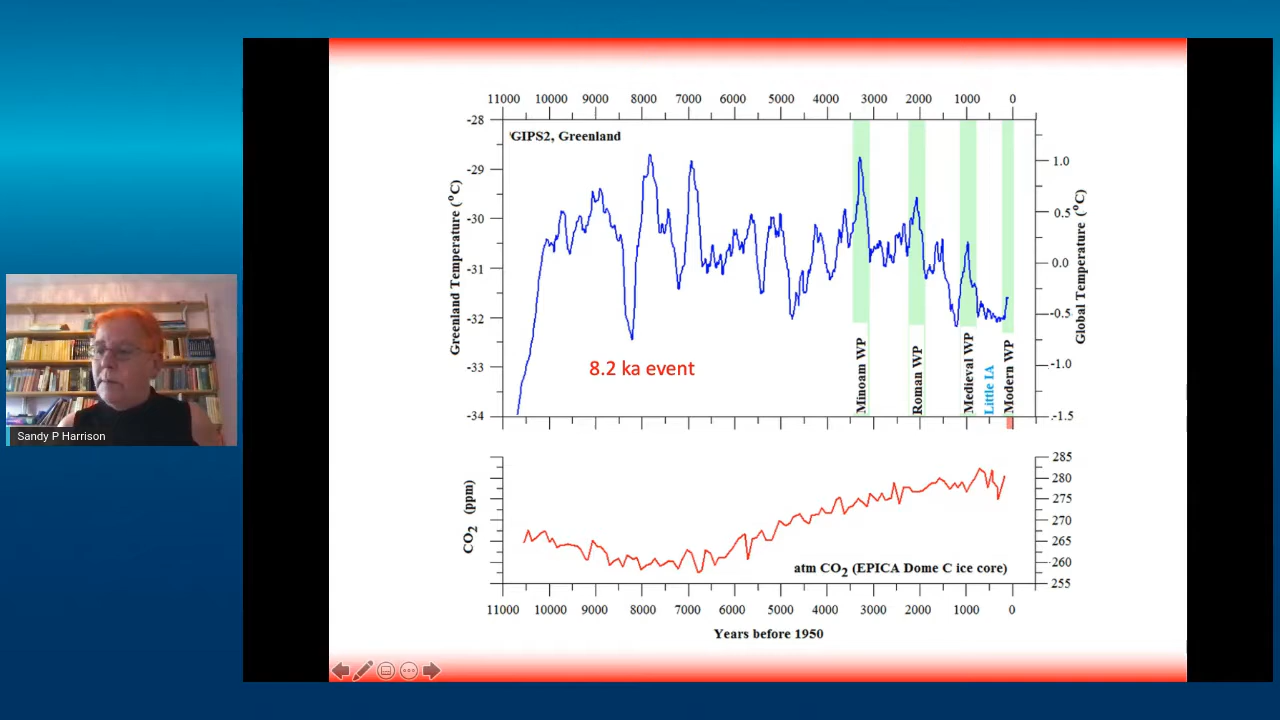 11000 10000 9000 8000 7000 6000 5000 4000 3000 2000 1000 0
GIPS2, Greenland
Greenland Temperature (°C)
-28
-29
-30
-31
-32
-33
-34
1.0
0.5
0.0
-0.5
-1.0
-1.5
Global Temperature (°C)
8.2 ka event
Minoam WP
Roman WP
Medieval WP
Little IA
Modern WP
Sandy P Harrison
CO2 (ppm)
285
280
275
270
265
260
255
atm CO2 (EPICA Dome C ice core)
11000 10000 9000 8000 7000 6000 5000 4000 3000 2000 1000 0
Years before 1950